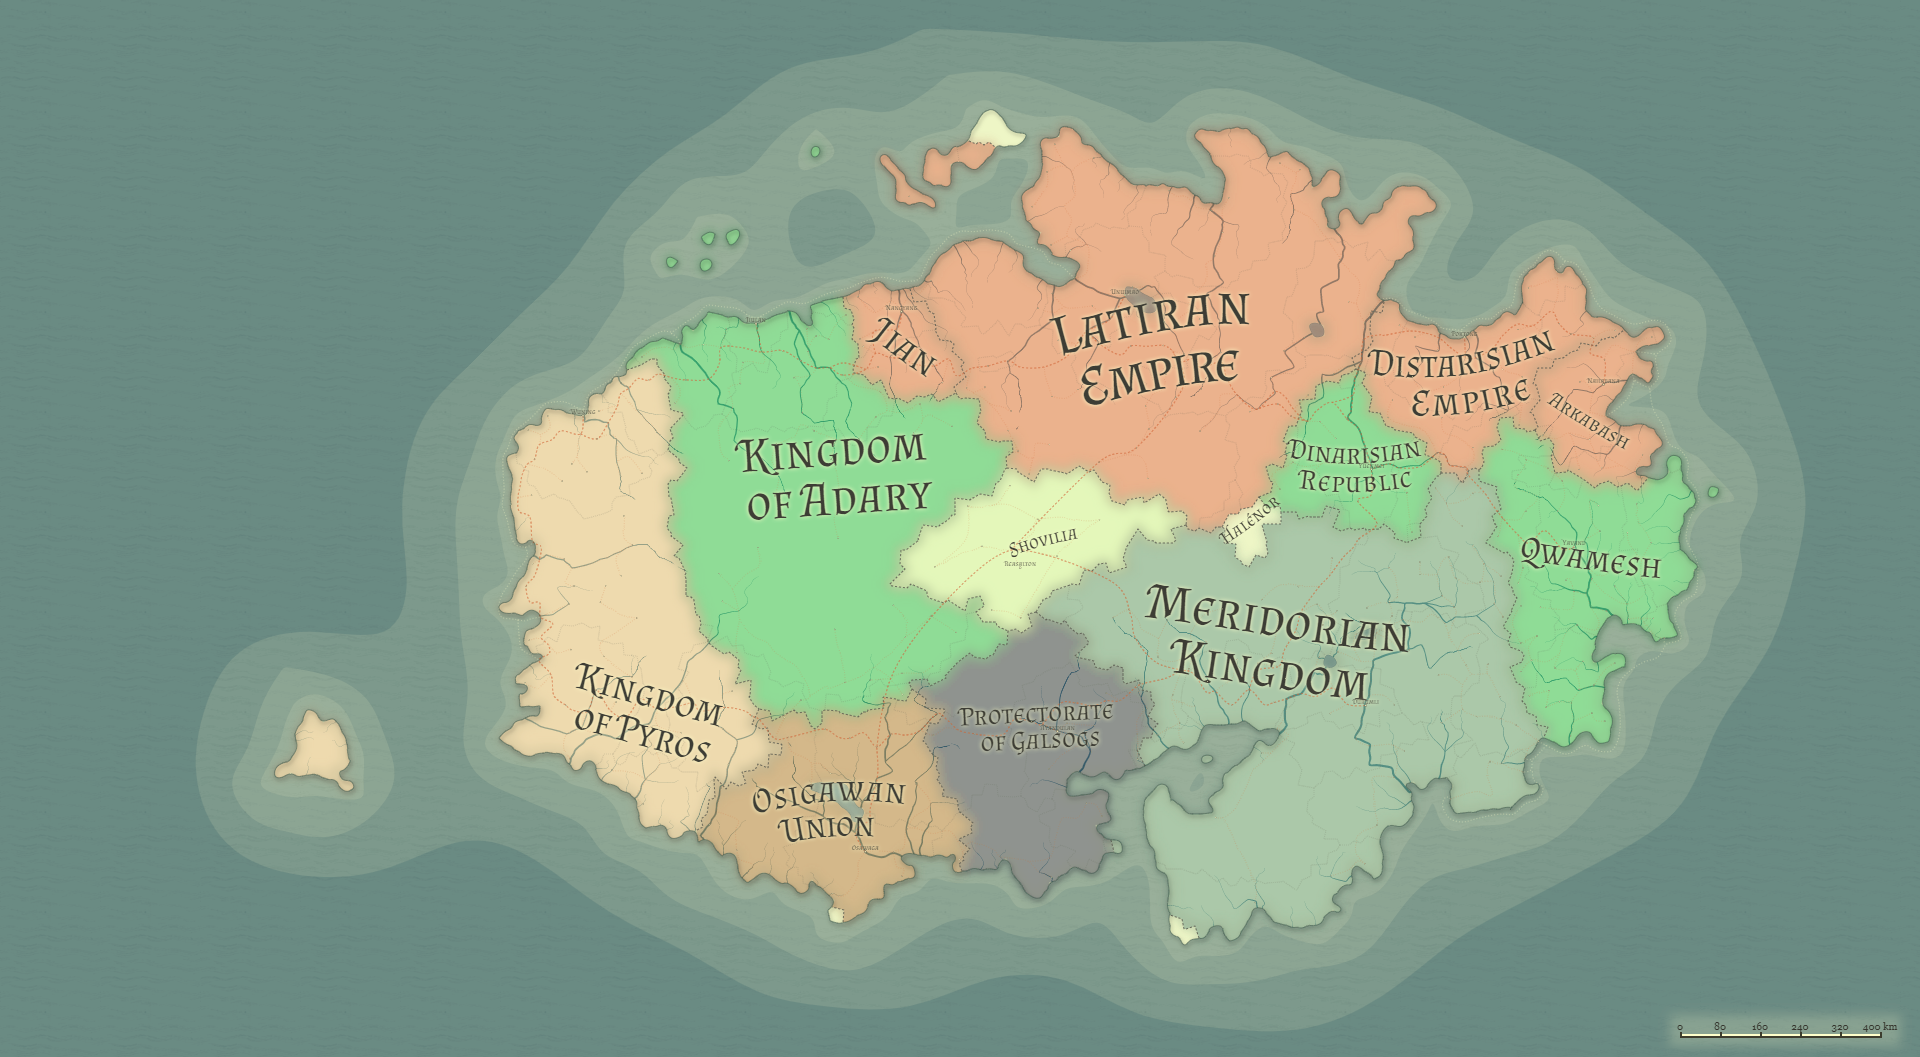 Jian
Latiran
Empire
Distarisian
Empire
Arkabash
Kingdom
of Adary
Dinarisian
Republic
Halenor
Shovilia
Qwamesh
Meridorian
Kingdom
Kingdom
of Pyros
Protectorate
of Galsogs
Osigawan
Union
0 80 160 240 320 400 km